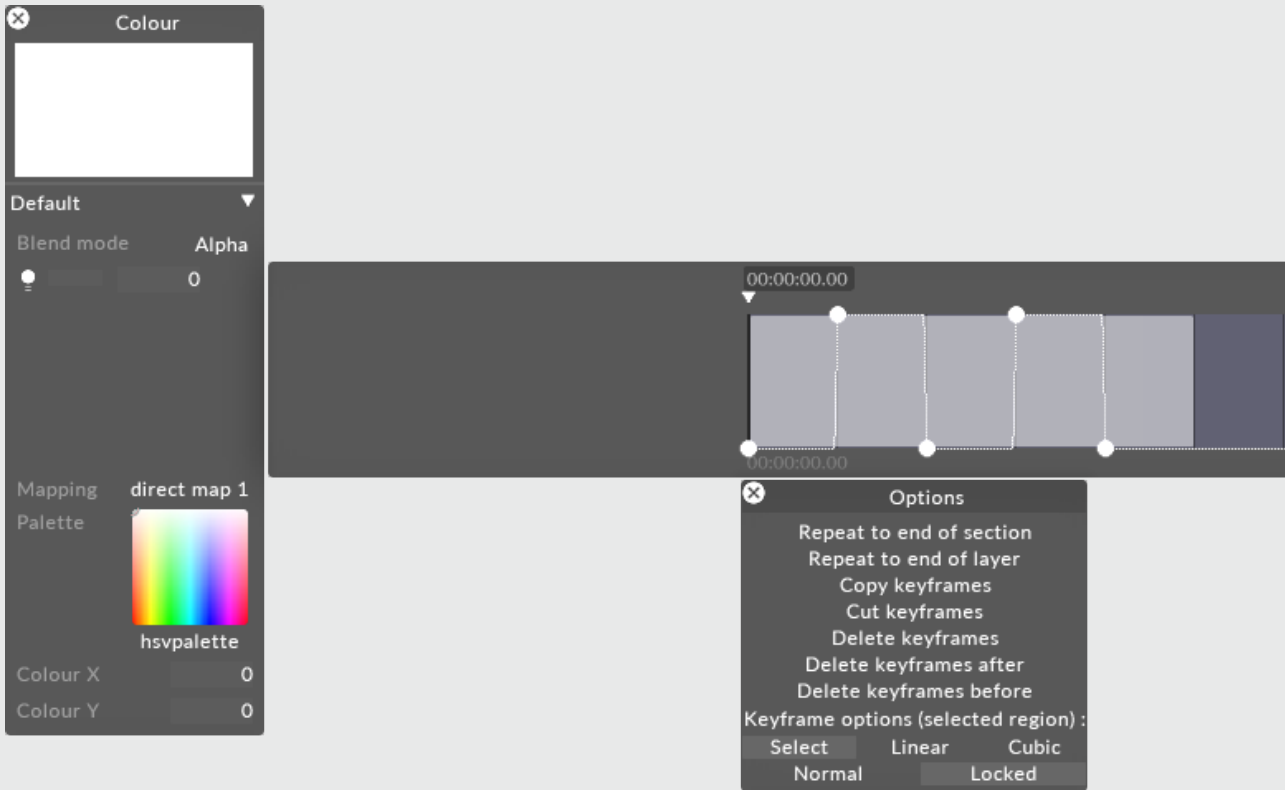 Colour
Default
Blend mode Alpha
0
00:00:00.00
00:00:00.00
Mapping direct map 1
Palette
hsvpalette
Colour X 0
Colour Y 0
Options
Repeat to end of section
Repeat to end of layer
Copy keyframes
Cut keyframes
Delete keyframes
Delete keyframes after
Delete keyframes before
Keyframe options (selected region) :
Select Linear Cubic
Normal Locked